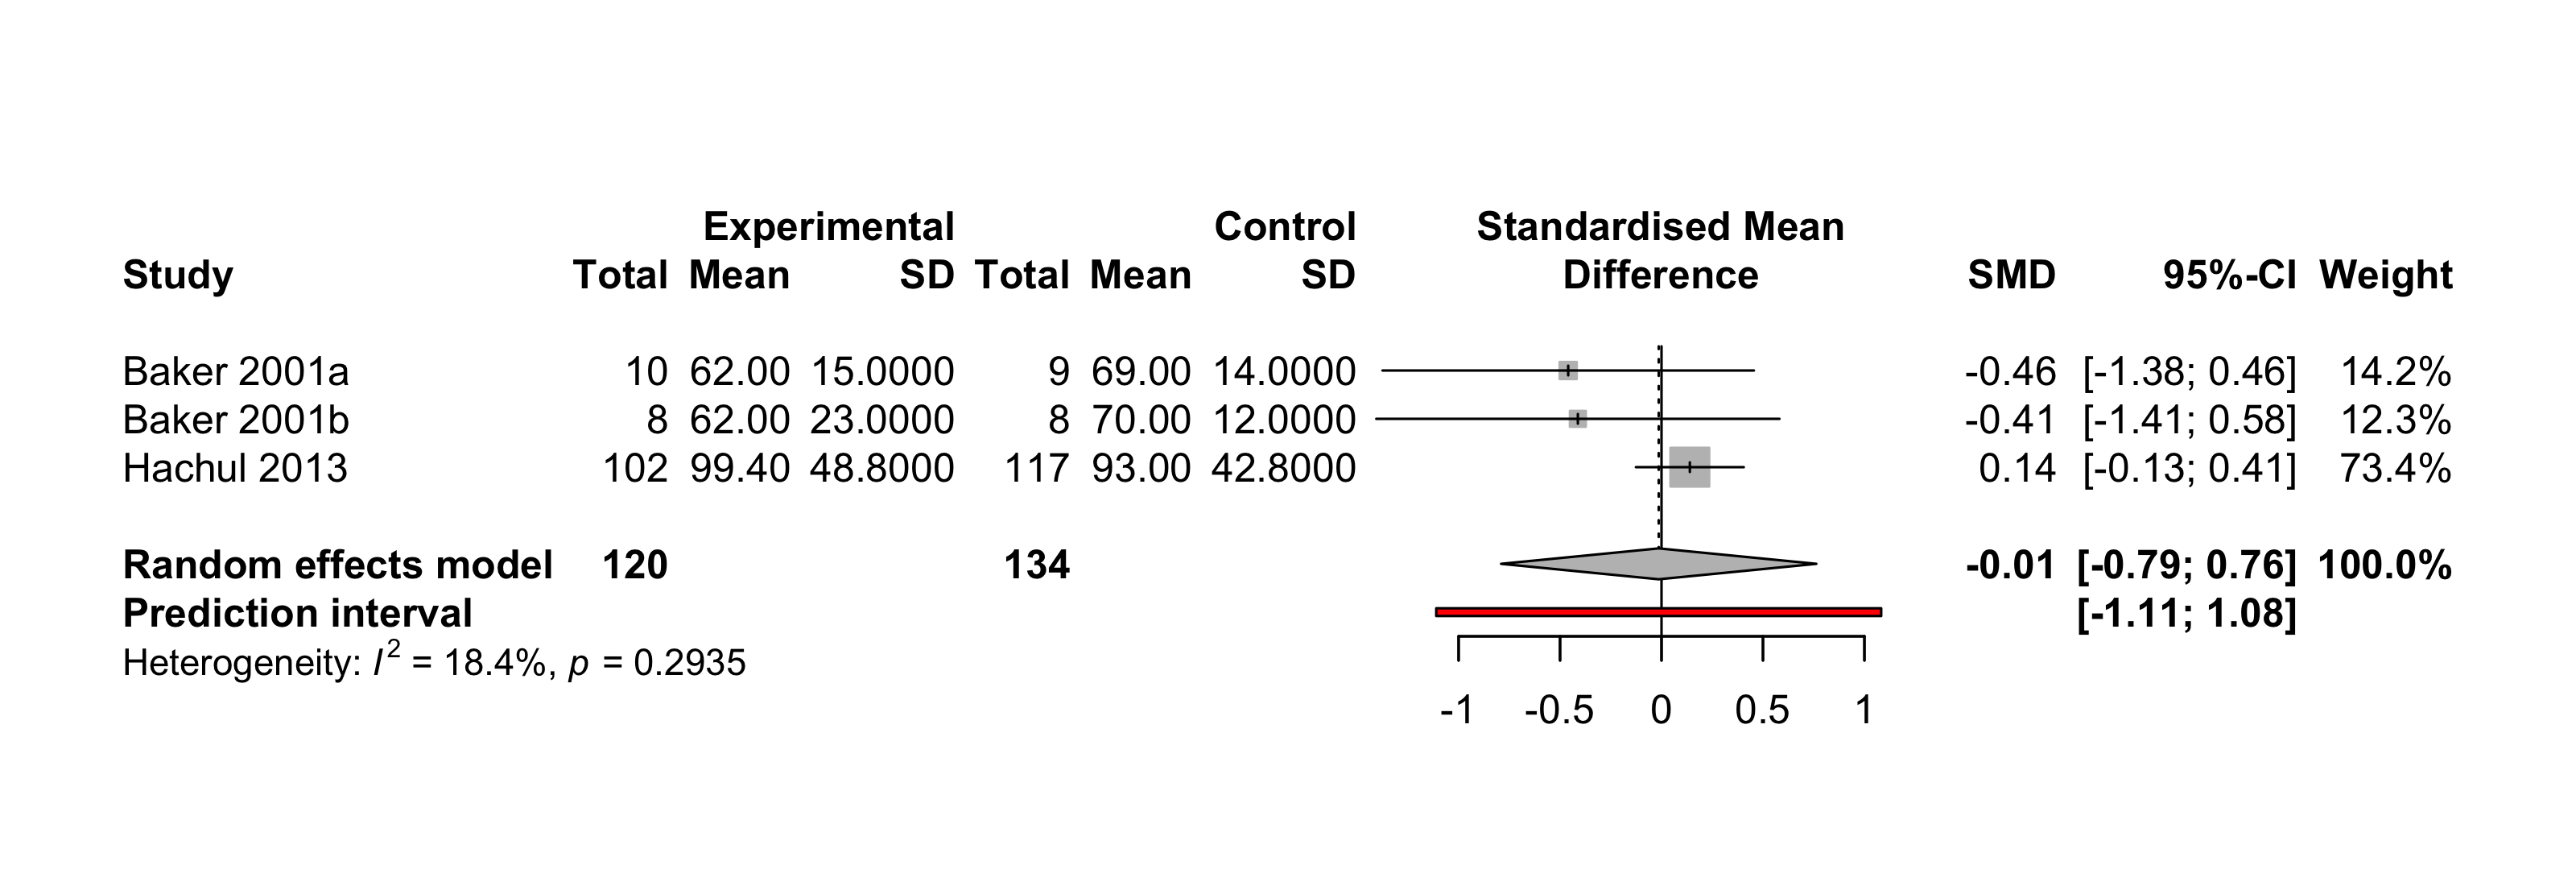 Experimental Control Standardised Mean
Study Total Mean SD Total Mean SD Difference SMD 95%-CI Weight
Baker 2001a 10 62.00 15.0000 9 69.00 14.0000 -0.46 [-1.38; 0.46] 14.2%
Baker 2001b 8 62.00 23.0000 8 70.00 12.0000 -0.41 [-1.41; 0.58] 12.3%
Hachul 2013 102 99.40 48.8000 117 93.00 42.8000 0.14 [-0.13; 0.41] 73.4%
Random effects model 120 134 -0.01 [-0.79; 0.76] 100.0%
Prediction interval [-1.11; 1.08]
Heterogeneity: I² = 18.4%, p = 0.2935
-1 -0.5 0 0.5 1